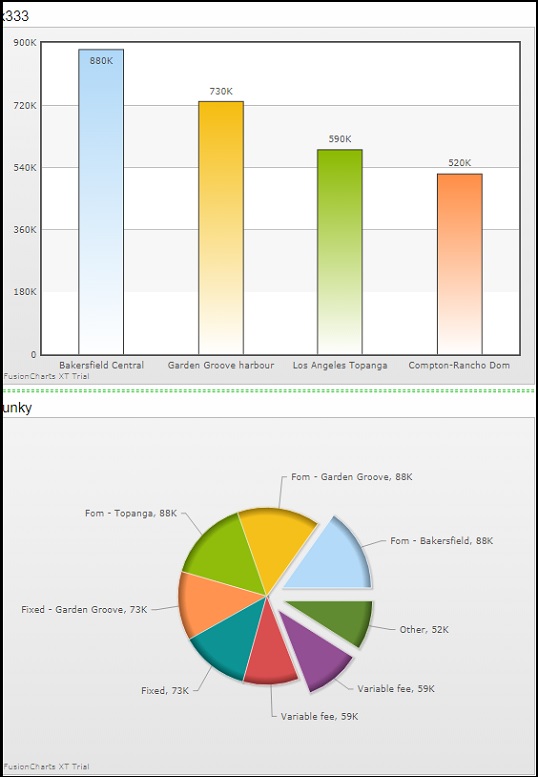 x333
900K
880K
730K
720K
590K
540K
520K
360K
180K
0
Bakersfield Central Garden Groove harbour Los Angeles Topanga Compton-Rancho Dom
FusionCharts XT Trial
unky
Fom - Garden Groove, 88K
Fom - Topanga, 88K
Fom - Bakersfield, 88K
Fixed - Garden Groove, 73K
Other, 52K
Fixed, 73K
Variable fee, 59K
Variable fee, 59K
FusionCharts XT Trial